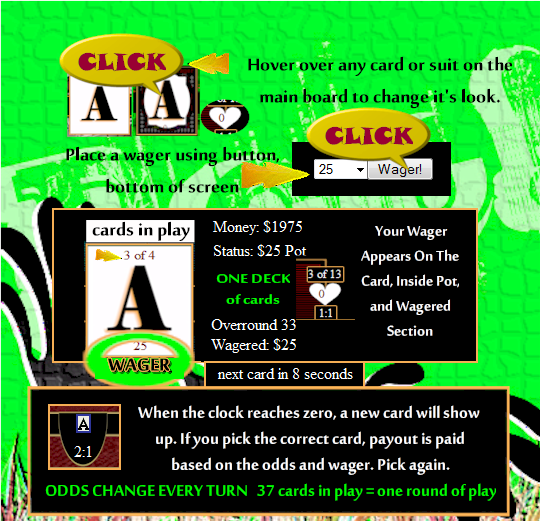 CLICK
Hover over any card or suit on the
main board to change it's look.
A A 0
CLICK
Place a wager using button,
bottom of screen
25 Wager!
cards in play
3 of 4
A
25
WAGER
Money: $1975
Status: $25 Pot
ONE DECK
of cards
3 of 13
0
1:1
Overround 33
Wagered: $25
Your Wager
Appears On The
Card, Inside Pot,
and Wagered
Section
next card in 8 seconds
A
2:1
When the clock reaches zero, a new card will show
up. If you pick the correct card, payout is paid
based on the odds and wager. Pick again.
ODDS CHANGE EVERY TURN 37 cards in play = one round of play